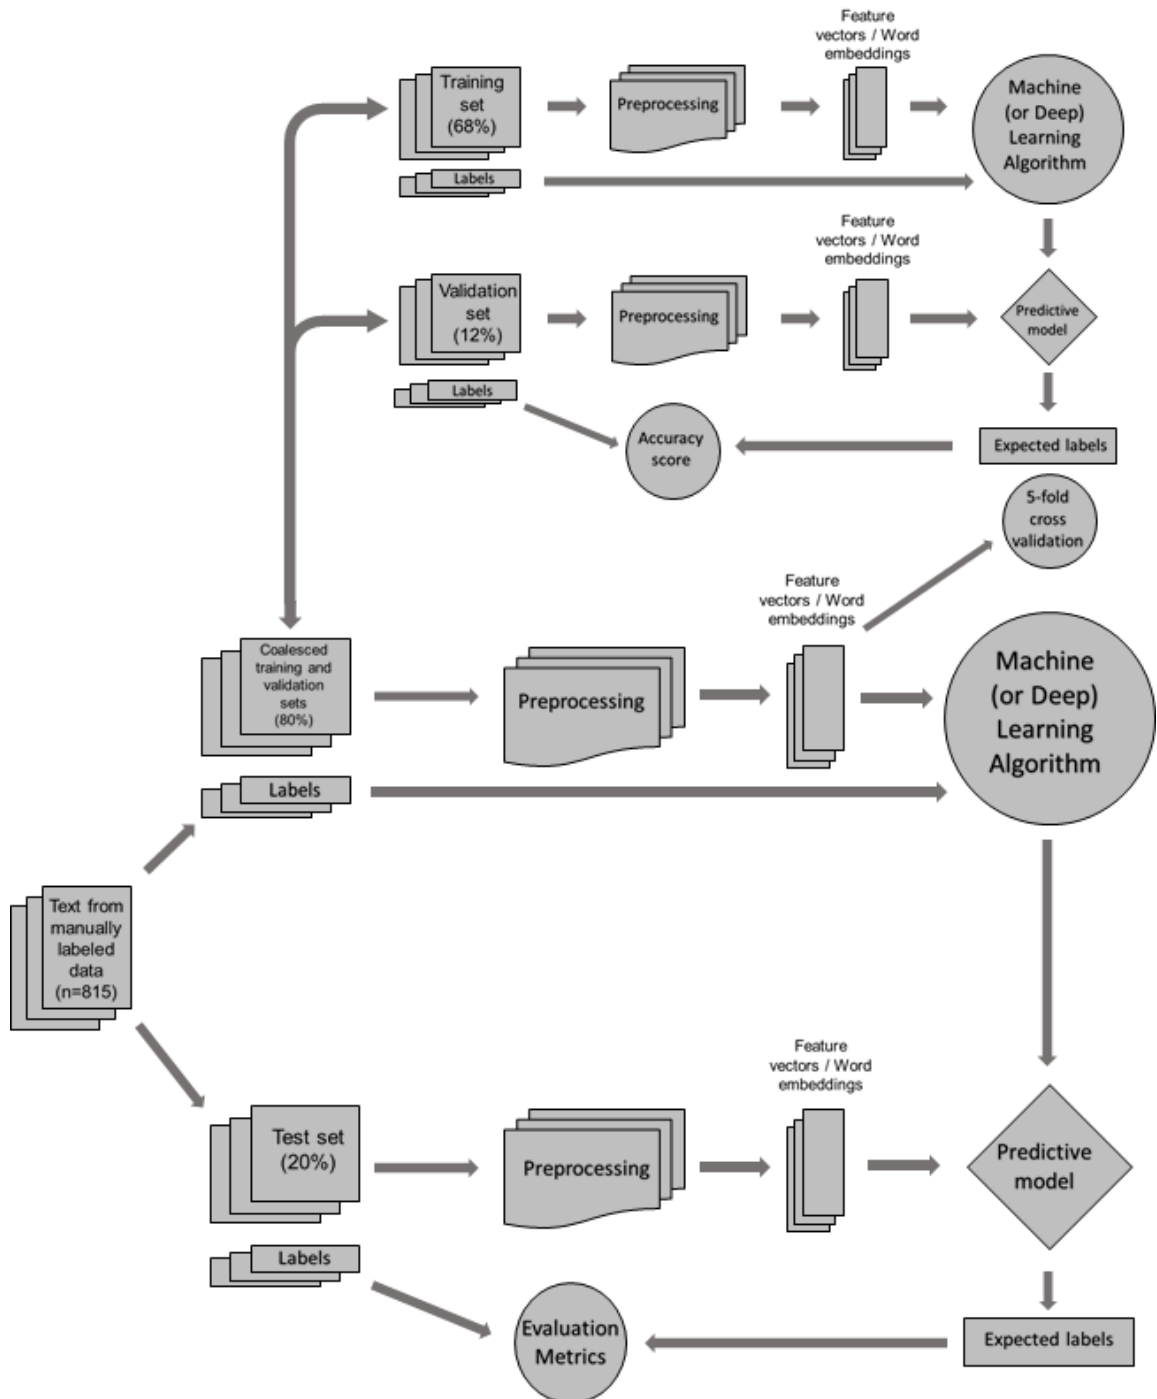 Feature
vectors / Word
embeddings
Training
set
(68%)
Preprocessing
Machine
(or Deep)
Learning
Algorithm
Labels
Feature
vectors / Word
embeddings
Validation
set
(12%)
Preprocessing
Predictive
model
Labels
Accuracy
score
Expected labels
5-fold
cross
validation
Feature
vectors / Word
embeddings
Coalesced
training and
validation
sets
(80%)
Preprocessing
Machine
(or Deep)
Learning
Algorithm
Labels
Text from
manually
labeled
data
(n=815)
Feature
vectors / Word
embeddings
Test set
(20%)
Preprocessing
Predictive
model
Labels
Evaluation
Metrics
Expected labels